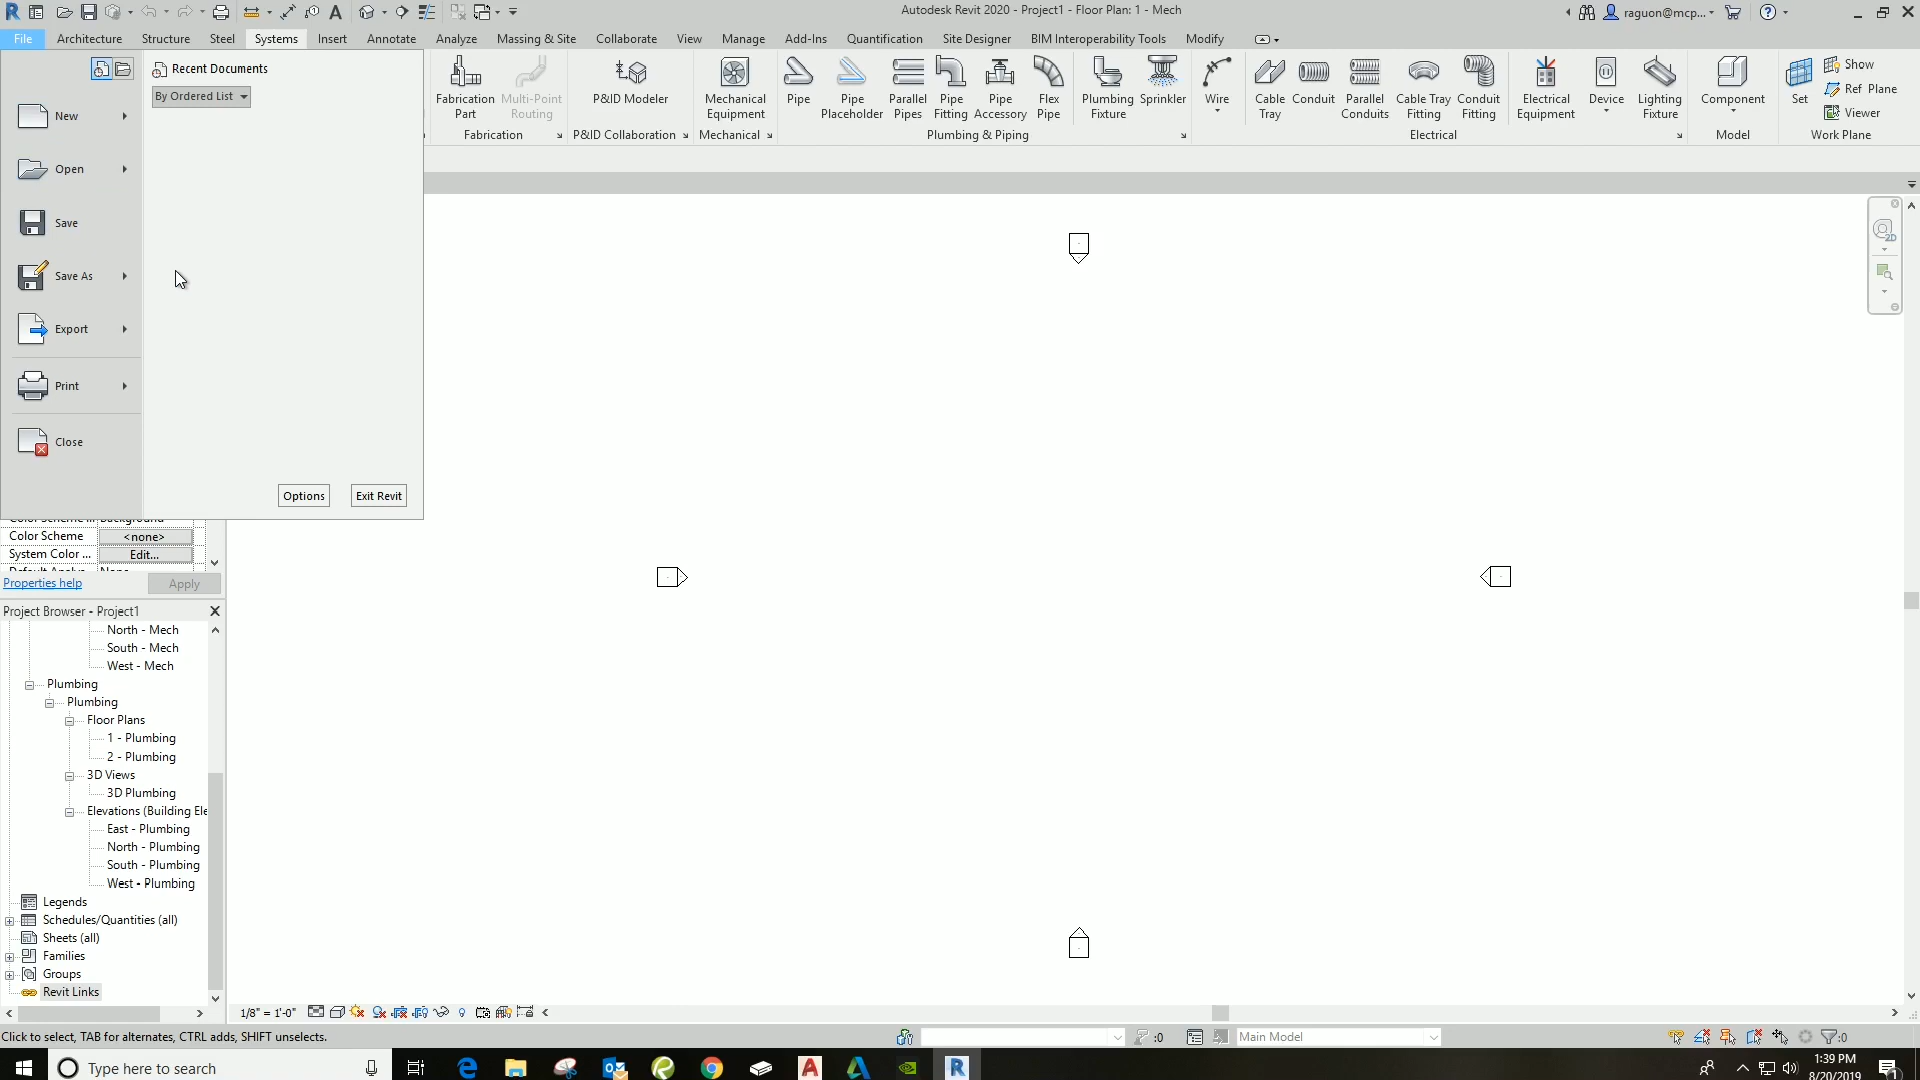 Autodesk Revit 2020 - Project1 - Floor Plan: 1 - Mech
raguon@mcp...
File
Architecture
Structure
Steel
Systems
Insert
Annotate
Analyze
Massing & Site
Collaborate
View
Manage
Add-Ins
Quantification
Site Designer
BIM Interoperability Tools
Modify
Recent Documents
By Ordered List
New
Open
Save
Save As
Export
Print
Close
Options
Exit Revit
Fabrication
Part
Multi-Point
Routing
Fabrication
P&ID Modeler
P&ID Collaboration
Mechanical
Equipment
Mechanical
Pipe
Pipe
Placeholder
Parallel
Pipes
Pipe
Fitting
Pipe
Accessory
Flex
Pipe
Plumbing
Fixture
Sprinkler
Plumbing & Piping
Wire
Cable
Tray
Conduit
Parallel
Conduits
Cable Tray
Fitting
Conduit
Fitting
Electrical
Equipment
Device
Lighting
Fixture
Electrical
Component
Model
Set
Show
Ref Plane
Viewer
Work Plane
2D
Color Scheme ... Background
Color Scheme <none>
System Color ... Edit...
Properties help
Apply
Project Browser - Project1
North - Mech
South - Mech
West - Mech
Plumbing
Plumbing
Floor Plans
1 - Plumbing
2 - Plumbing
3D Views
3D Plumbing
Elevations (Building Ele
East - Plumbing
North - Plumbing
South - Plumbing
West - Plumbing
Legends
Schedules/Quantities (all)
Sheets (all)
Families
Groups
Revit Links
1/8" = 1'-0"
Click to select, TAB for alternates, CTRL adds, SHIFT unselects.
:0
Main Model
:0
Type here to search
1:39 PM
8/20/2019